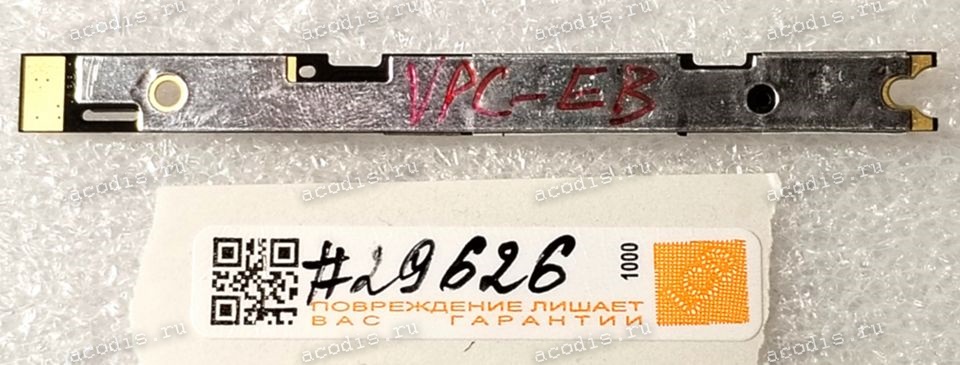 VPC-EB
#29626
1000
ПОВРЕЖДЕНИЕ ЛИШАЕТ
ВАС ГАРАНТИИ
acodis.ru